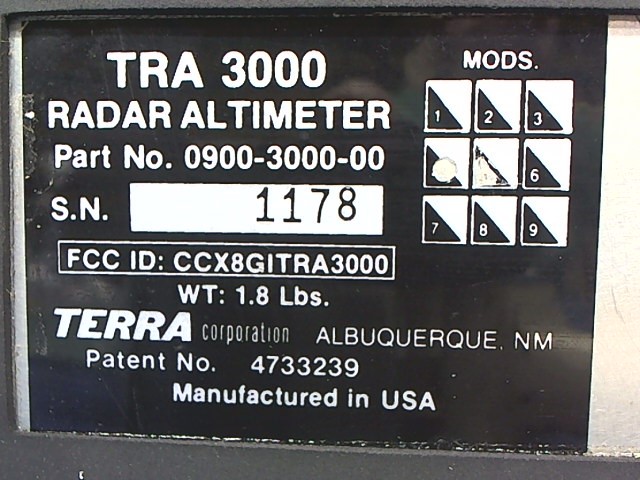 TRA 3000
RADAR ALTIMETER
Part No. 0900-3000-00
S.N. 1178
FCC ID: CCX8GITRA3000
WT: 1.8 Lbs.
TERRA corporation ALBUQUERQUE, NM
Patent No. 4733239
Manufactured in USA
MODS.
1 2 3
6
7 8 9